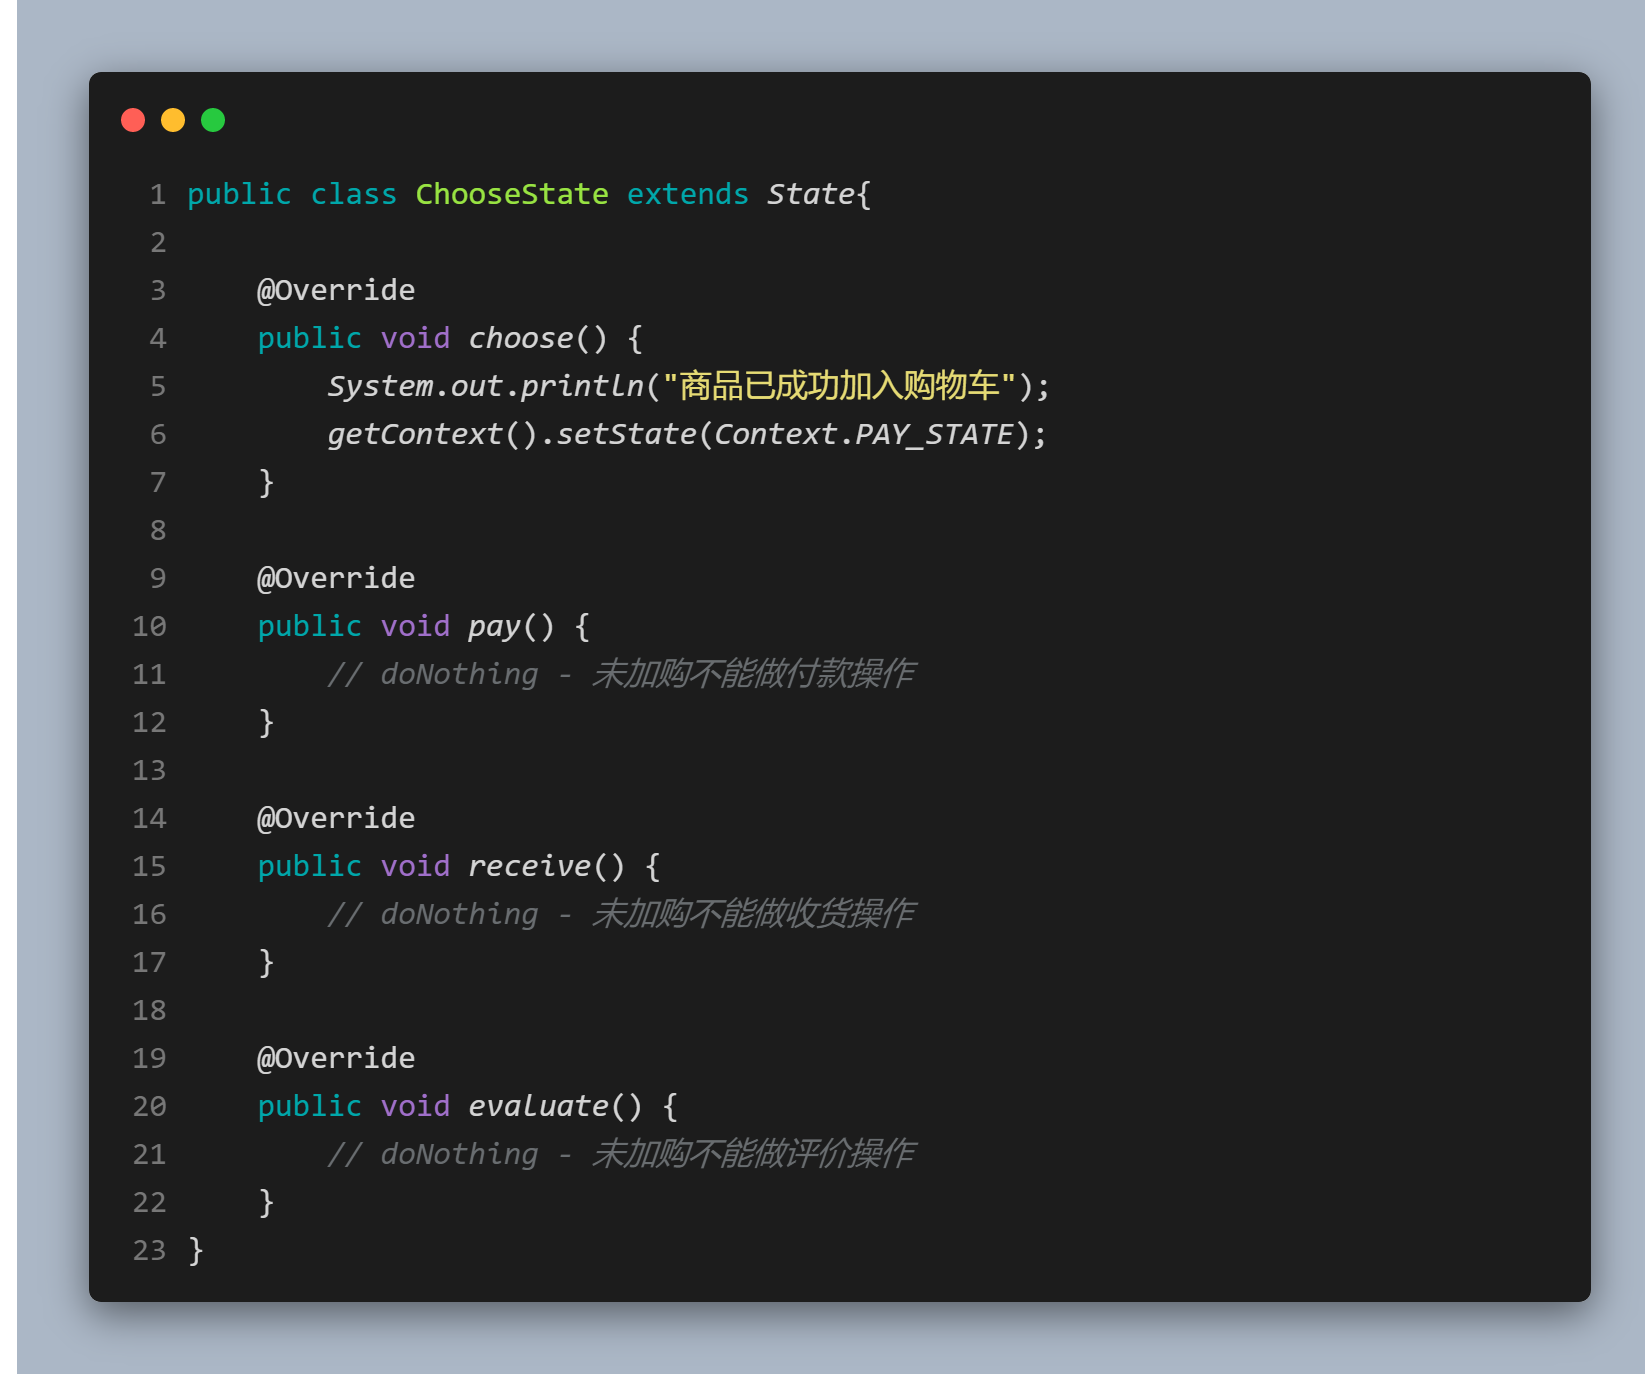 1 public class ChooseState extends State{
2
3     @Override
4     public void choose() {
5         System.out.println("商品已成功加入购物车");
6         getContext().setState(Context.PAY_STATE);
7     }
8
9     @Override
10     public void pay() {
11         // doNothing - 未加购不能做付款操作
12     }
13
14     @Override
15     public void receive() {
16         // doNothing - 未加购不能做收货操作
17     }
18
19     @Override
20     public void evaluate() {
21         // doNothing - 未加购不能做评价操作
22     }
23 }